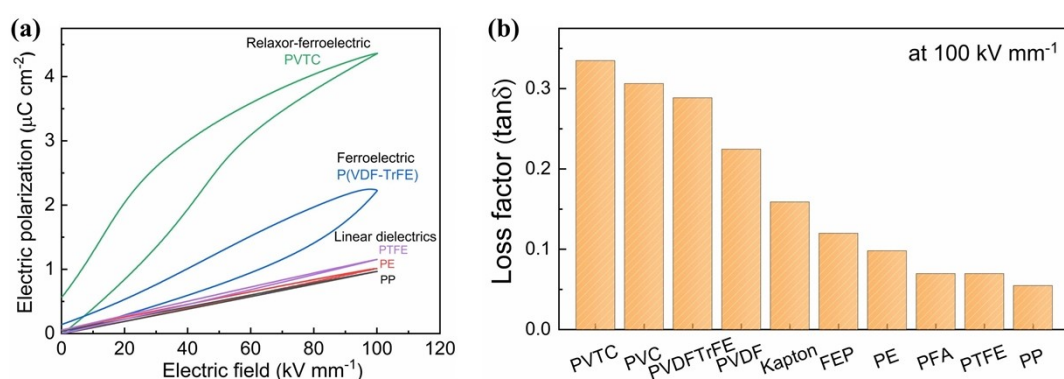 (a)
Electric polarization (μC cm⁻²)
4
3
2
1
0
Relaxor-ferroelectric
PVTC
Ferroelectric
P(VDF-TrFE)
Linear dielectrics
PTFE
PE
PP
0 20 40 60 80 100 120
Electric field (kV mm⁻¹)
(b)
at 100 kV mm⁻¹
Loss factor (tanδ)
0.3
0.2
0.1
0.0
PVTC PVC PVDFTrFE PVDF Kapton FEP PE PFA PTFE PP